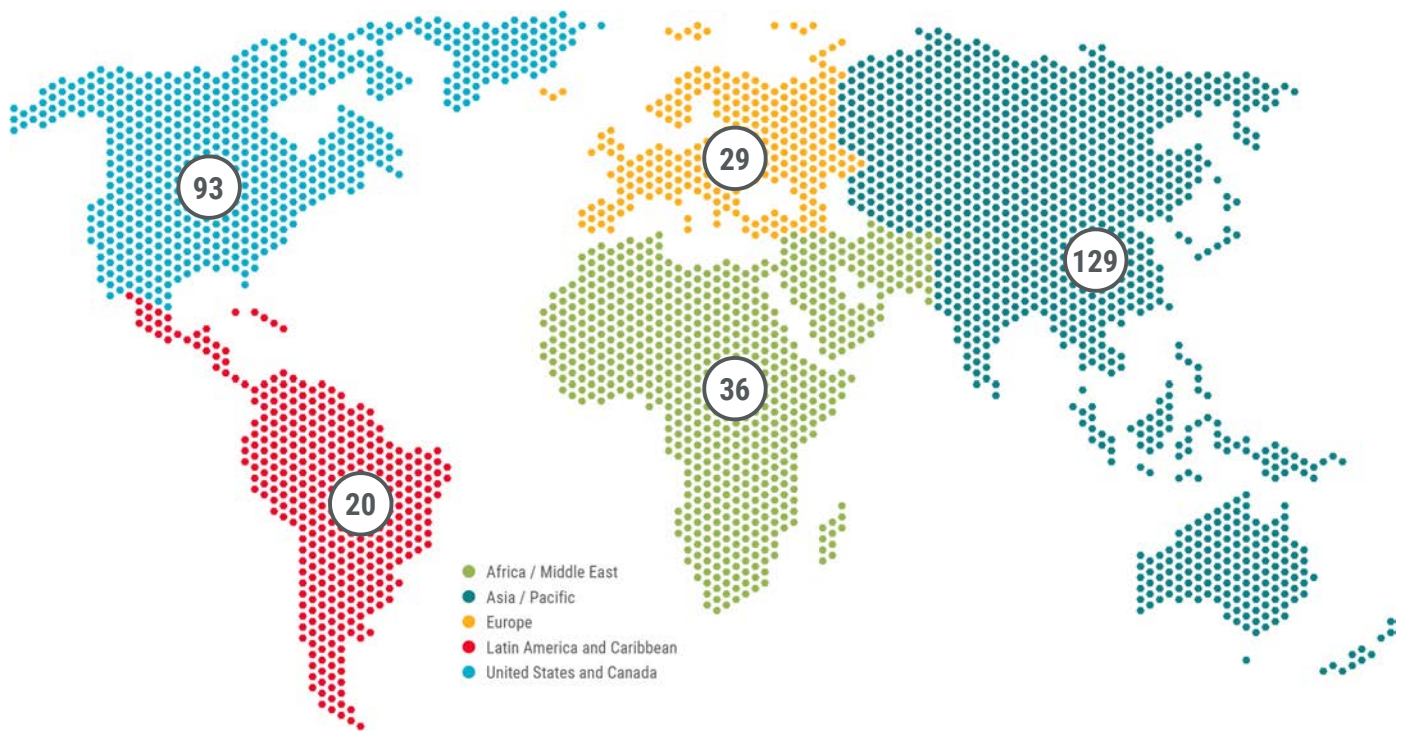 29
93
129
36
20
Africa / Middle East
Asia / Pacific
Europe
Latin America and Caribbean
United States and Canada